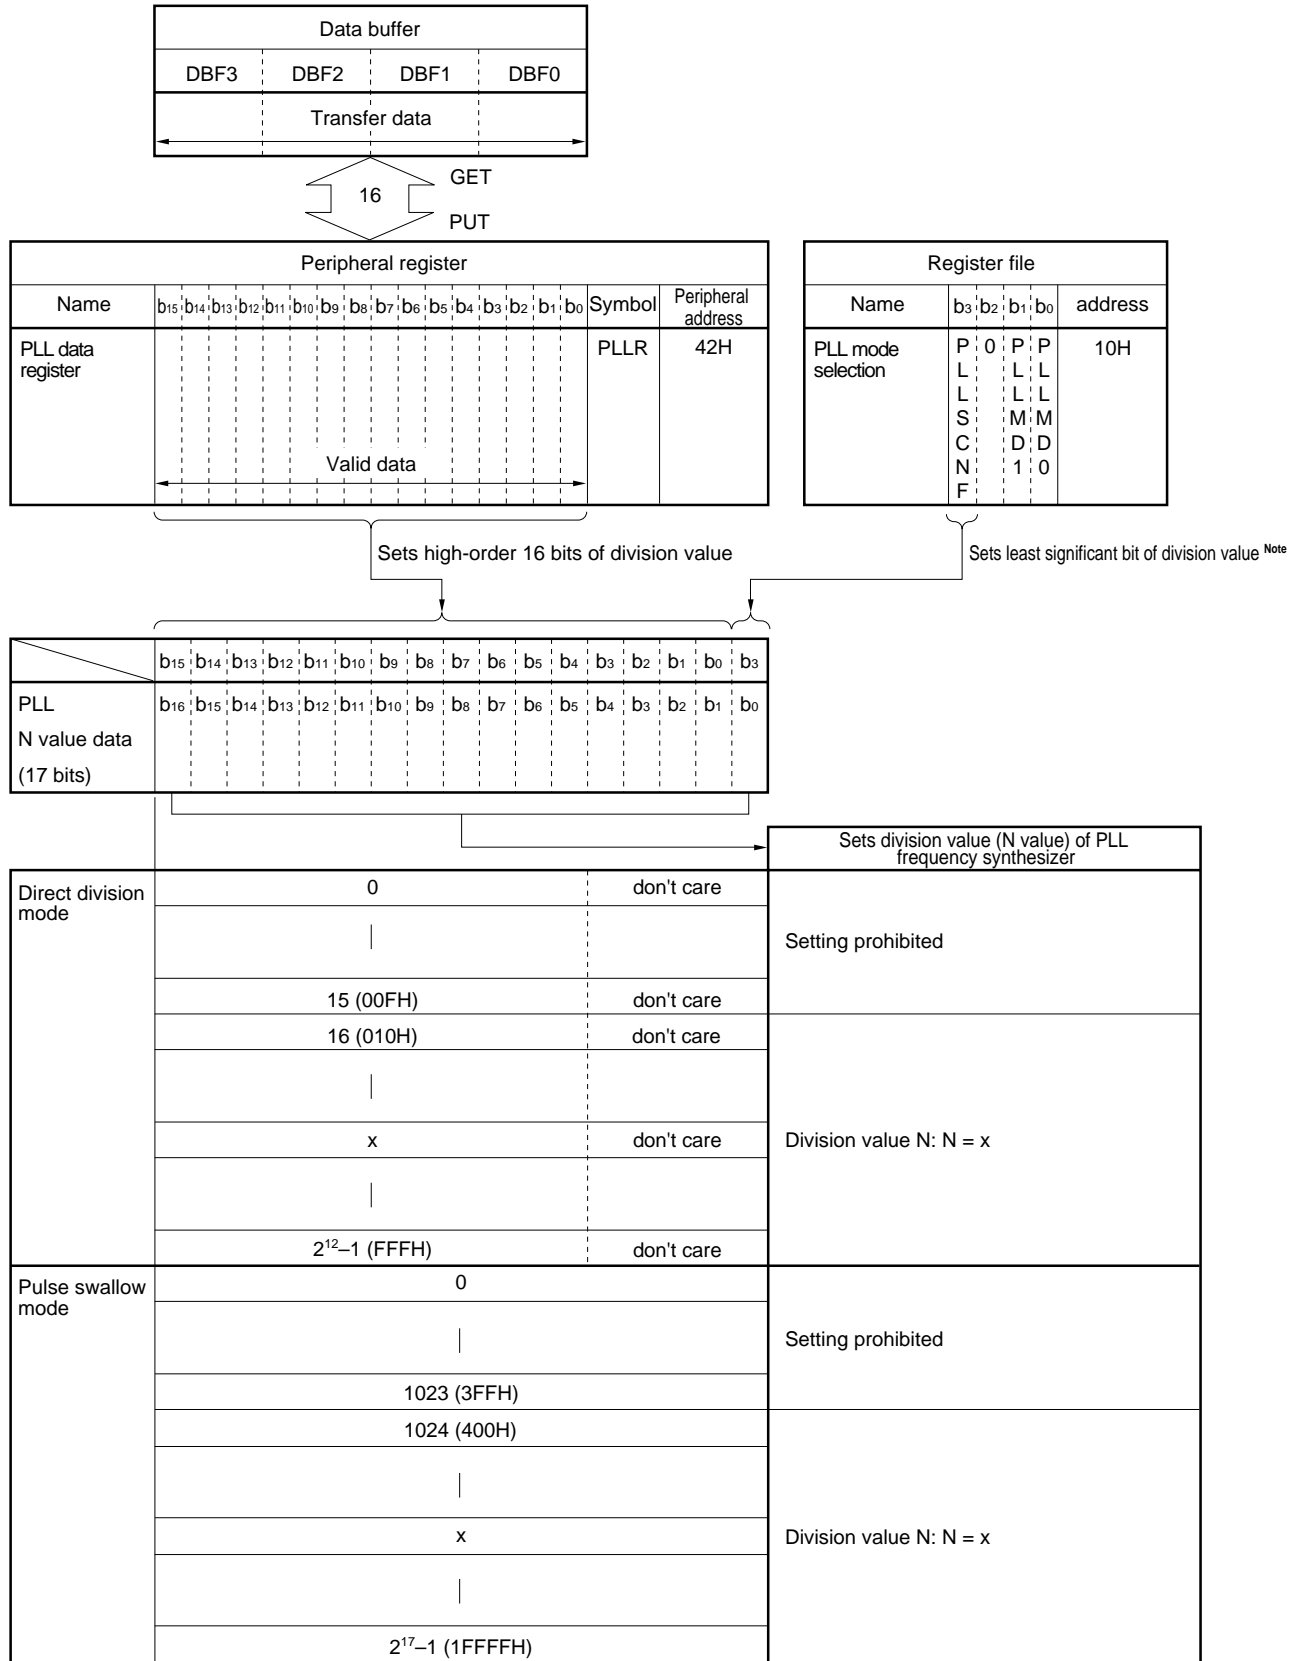 Data buffer
DBF3 DBF2 DBF1 DBF0
Transfer data
16
GET
PUT
Peripheral register
Name b15 b14 b13 b12 b11 b10 b9 b8 b7 b6 b5 b4 b3 b2 b1 b0 Symbol Peripheral address
PLL data register
PLLR 42H
Valid data
Register file
Name b3 b2 b1 b0 address
PLL mode selection
PLLSCNF 0 PLLMD1 PLLMD0 10H
Sets high-order 16 bits of division value
Sets least significant bit of division value Note
b15 b14 b13 b12 b11 b10 b9 b8 b7 b6 b5 b4 b3 b2 b1 b0 b3
PLL
N value data
(17 bits)
b16 b15 b14 b13 b12 b11 b10 b9 b8 b7 b6 b5 b4 b3 b2 b1 b0
Sets division value (N value) of PLL
frequency synthesizer
Direct division
mode
0 don't care
Setting prohibited
15 (00FH) don't care
16 (010H) don't care
x don't care
Division value N: N = x
2¹²–1 (FFFH) don't care
Pulse swallow
mode
0
Setting prohibited
1023 (3FFH)
1024 (400H)
x
Division value N: N = x
2¹⁷–1 (1FFFFH)